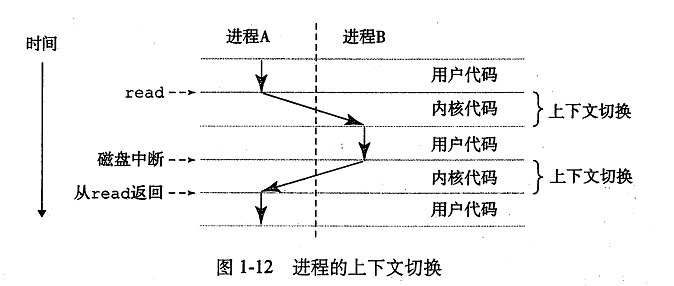 时间
进程A 进程B
用户代码
read
内核代码
上下文切换
用户代码
磁盘中断
内核代码
上下文切换
从read返回
用户代码
图 1-12 进程的上下文切换